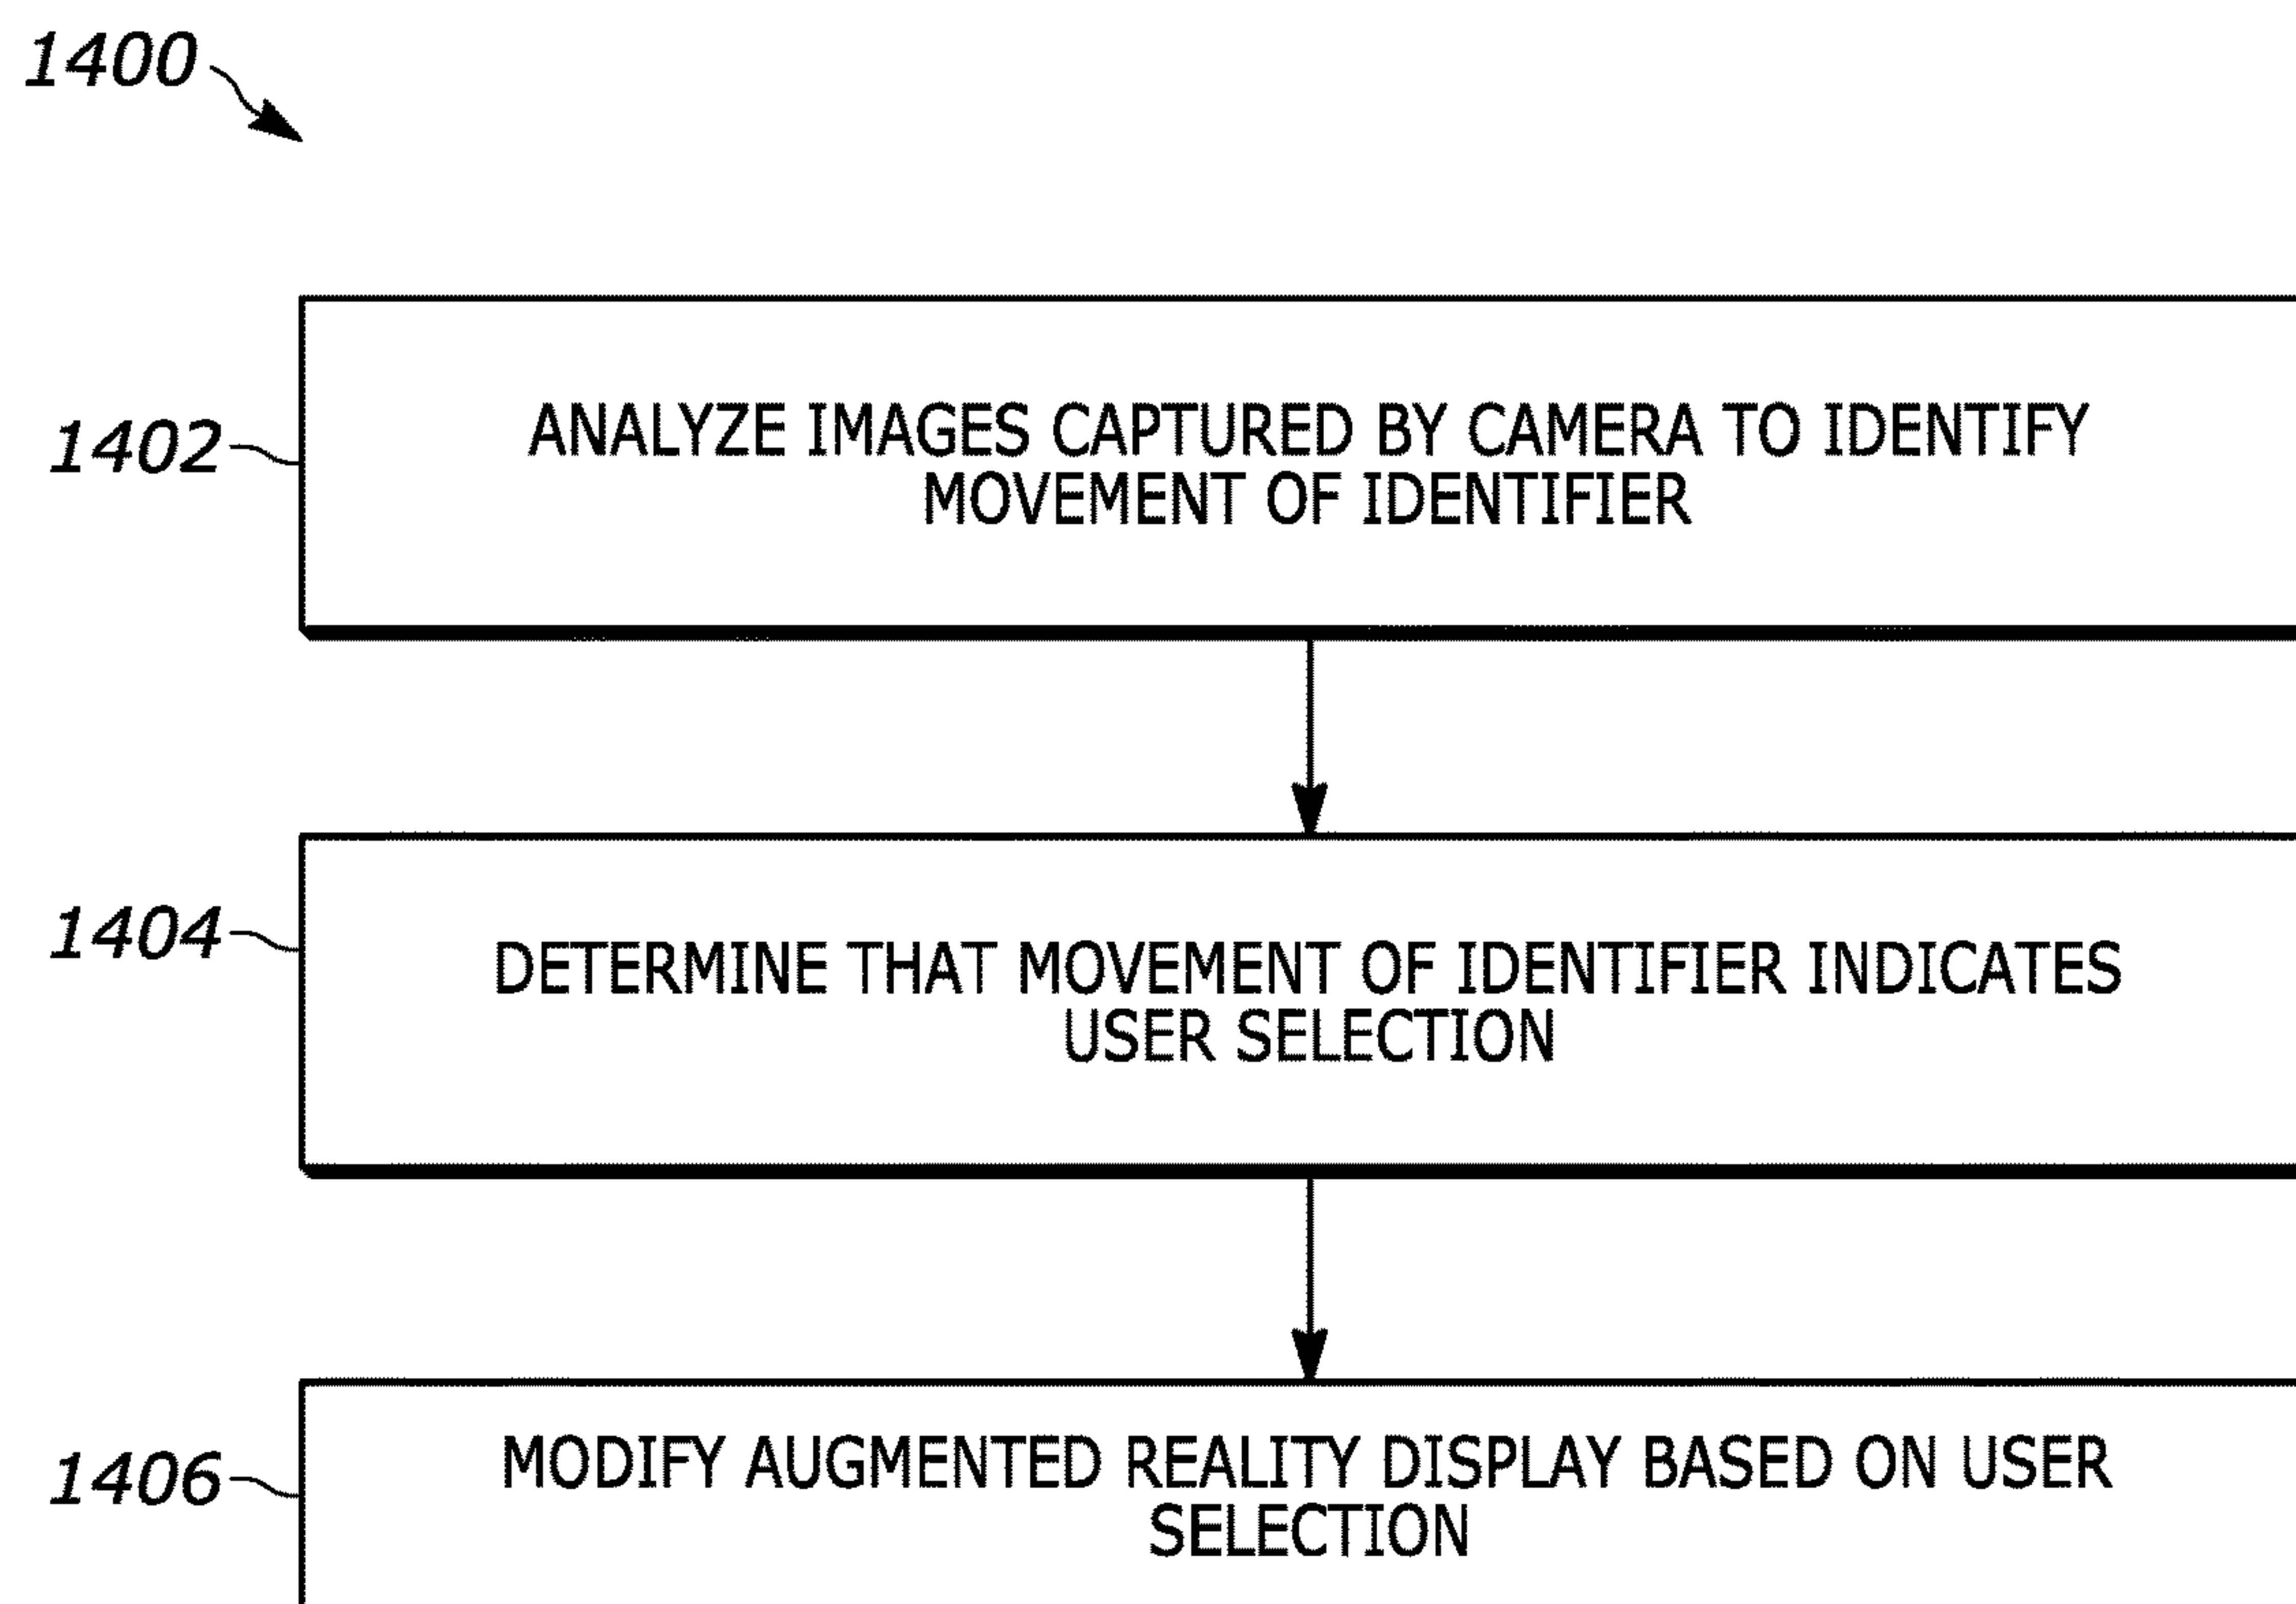 1400
1402
ANALYZE IMAGES CAPTURED BY CAMERA TO IDENTIFY
MOVEMENT OF IDENTIFIER
1404
DETERMINE THAT MOVEMENT OF IDENTIFIER INDICATES
USER SELECTION
1406
MODIFY AUGMENTED REALITY DISPLAY BASED ON USER
SELECTION